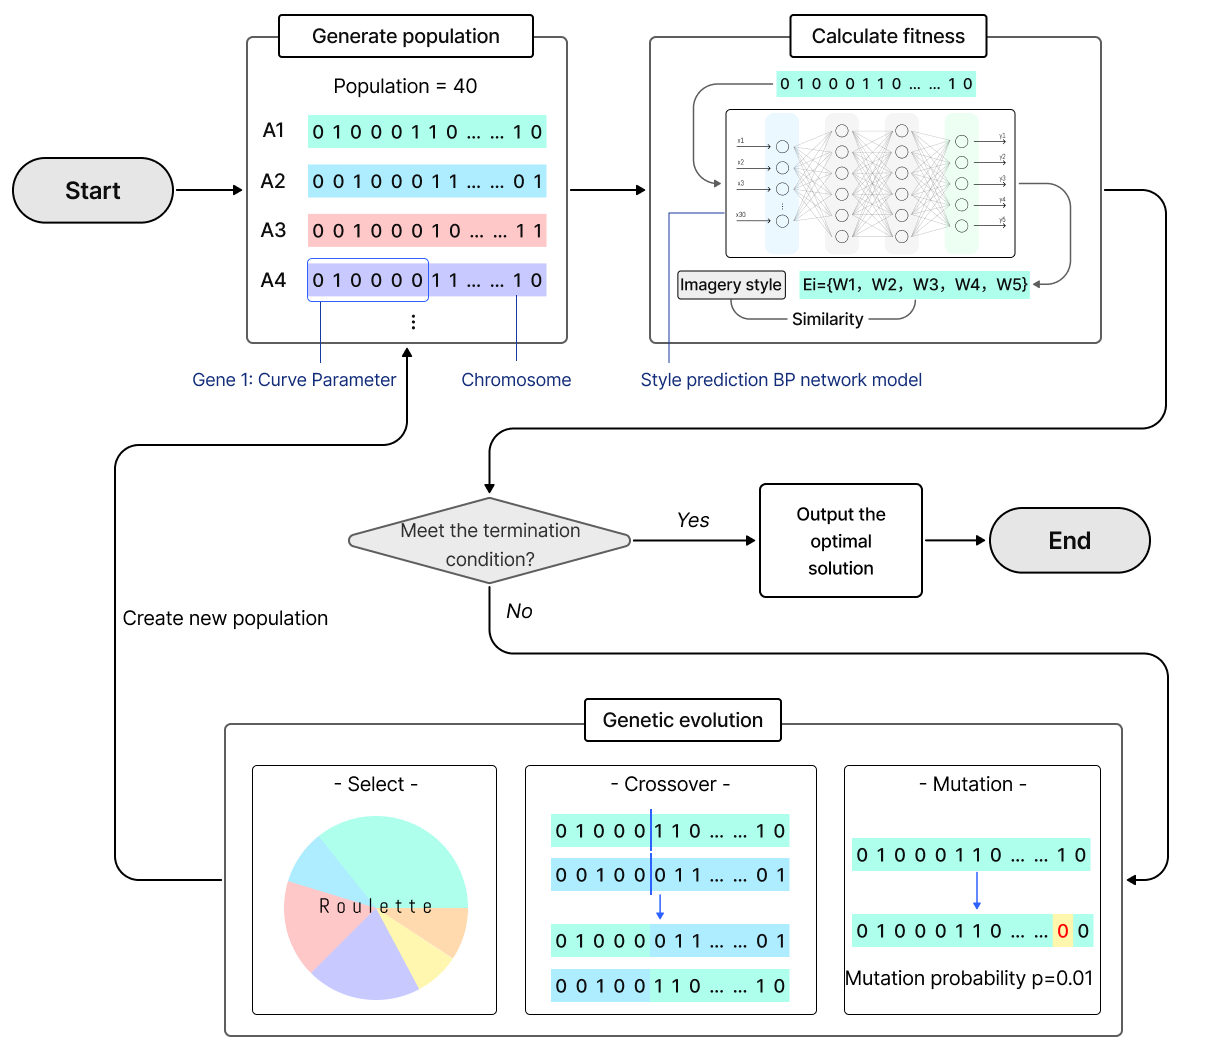 Generate population
Population = 40
A1 0 1 0 0 0 1 1 0 ... ... 1 0
A2 0 0 1 0 0 0 1 1 ... ... 0 1
A3 0 0 1 0 0 0 1 0 ... ... 1 1
A4 0 1 0 0 0 0 1 1 ... ... 1 0
⋮
Gene 1: Curve Parameter
Chromosome
Start
Calculate fitness
0 1 0 0 0 1 1 0 ... ... 1 0
x1
x2
x3
⋮
x30
y1
y2
y3
y4
y5
Imagery style
Ei={W1, W2, W3, W4, W5}
Similarity
Style prediction BP network model
Meet the termination
condition?
Yes
Output the
optimal
solution
End
No
Create new population
Genetic evolution
- Select -
Roulette
- Crossover -
0 1 0 0 0 1 1 0 ... ... 1 0
0 0 1 0 0 0 1 1 ... ... 0 1
0 1 0 0 0 0 1 1 ... ... 0 1
0 0 1 0 0 1 1 0 ... ... 1 0
- Mutation -
0 1 0 0 0 1 1 0 ... ... 1 0
0 1 0 0 0 1 1 0 ... ... 0 0
Mutation probability p=0.01